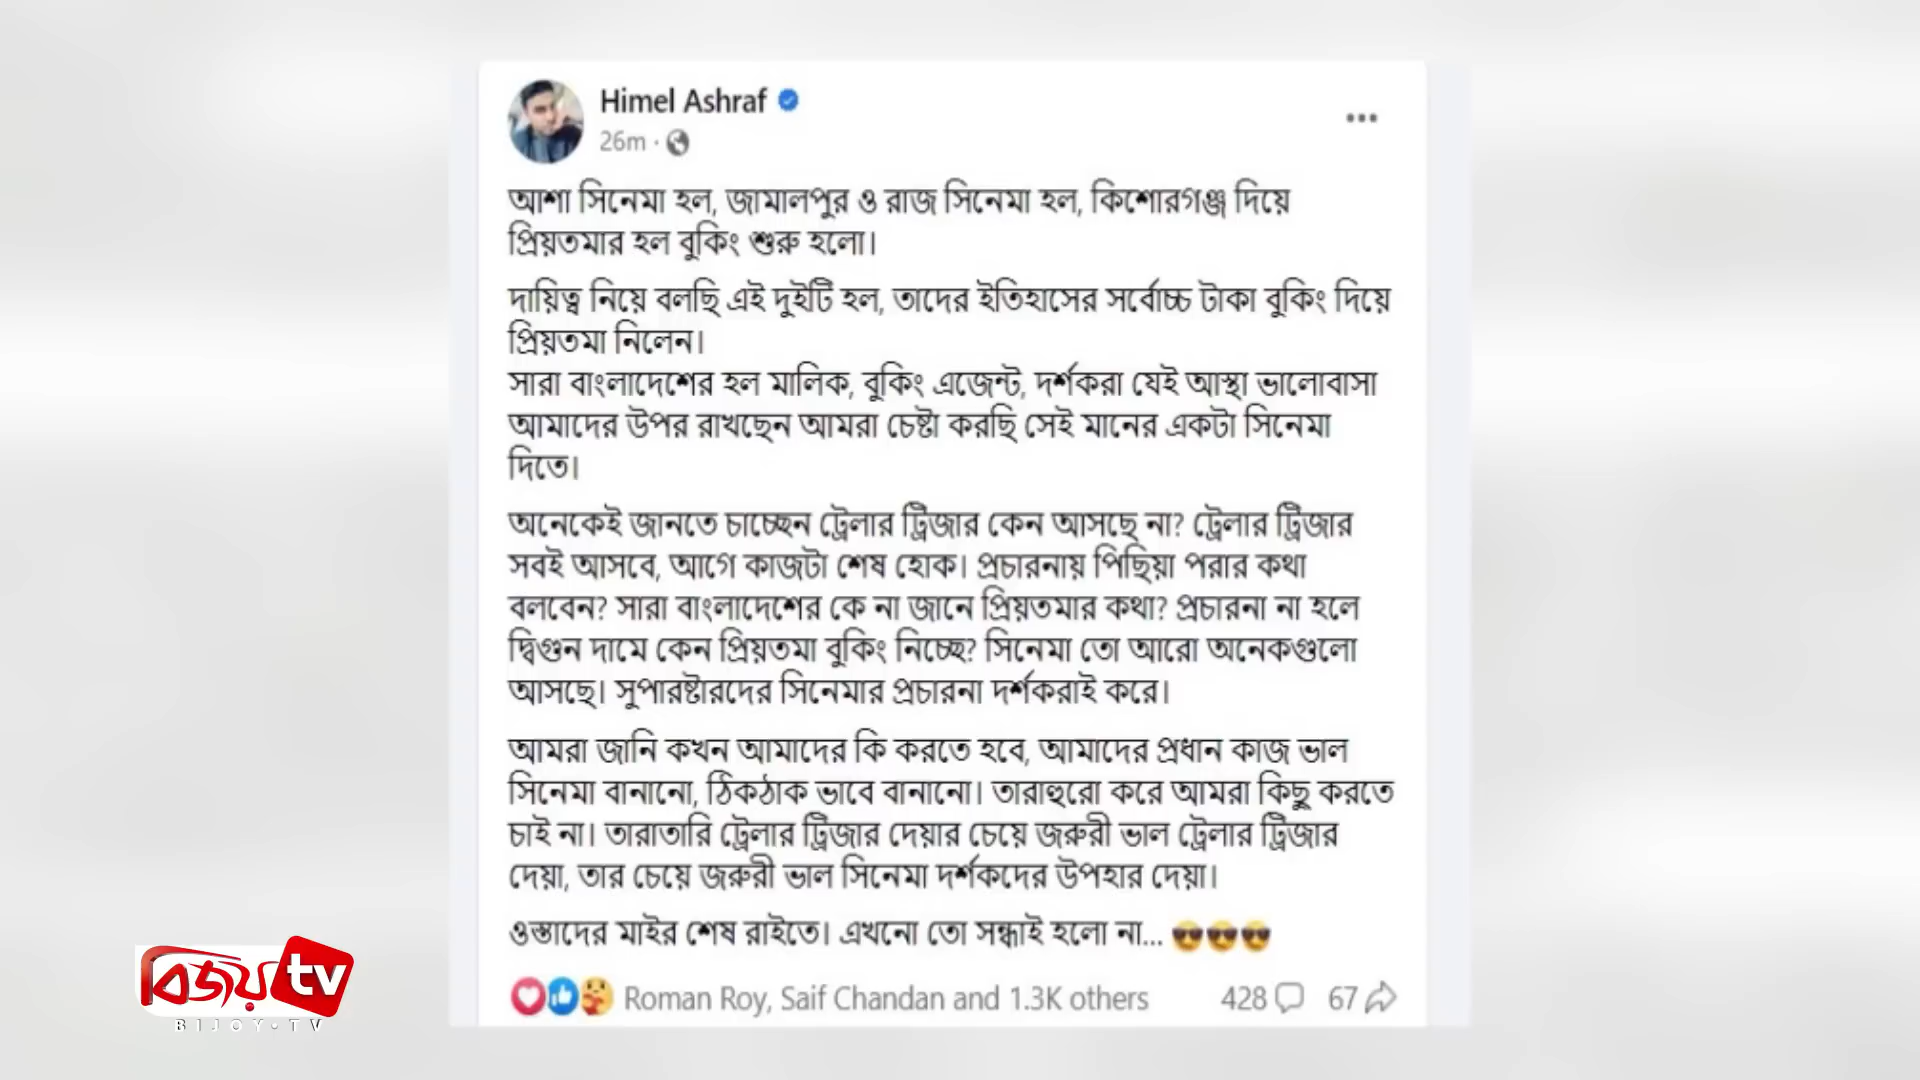 Himel Ashraf
26m ·
আশা সিনেমা হল, জামালপুর ও রাজ সিনেমা হল, কিশোরগঞ্জ দিয়ে
প্রিয়তমার হল বুকিং শুরু হলো।
দায়িত্ব নিয়ে বলছি এই দুইটি হল, তাদের ইতিহাসের সর্বোচ্চ টাকা বুকিং দিয়ে
প্রিয়তমা নিলেন।
সারা বাংলাদেশের হল মালিক, বুকিং এজেন্ট, দর্শকরা যেই আস্থা ভালোবাসা
আমাদের উপর রাখছেন আমরা চেষ্টা করছি সেই মানের একটা সিনেমা
দিতে।
অনেকেই জানতে চাচ্ছেন ট্রেলার ট্রিজার কেন আসছে না? ট্রেলার ট্রিজার
সবই আসবে, আগে কাজটা শেষ হোক। প্রচারনায় পিছিয়া পরার কথা
বলবেন? সারা বাংলাদেশের কে না জানে প্রিয়তমার কথা? প্রচারনা না হলে
দ্বিগুন দামে কেন প্রিয়তমা বুকিং নিচ্ছে? সিনেমা তো আরো অনেকগুলো
আসছে। সুপারষ্টারদের সিনেমার প্রচারনা দর্শকরাই করে।
আমরা জানি কখন আমাদের কি করতে হবে, আমাদের প্রধান কাজ ভাল
সিনেমা বানানো, ঠিকঠাক ভাবে বানানো। তারাহুরো করে আমরা কিছু করতে
চাই না। তারাতারি ট্রেলার ট্রিজার দেয়ার চেয়ে জরুরী ভাল ট্রেলার ট্রিজার
দেয়া, তার চেয়ে জরুরী ভাল সিনেমা দর্শকদের উপহার দেয়া।
ওস্তাদের মাইর শেষ রাইতে। এখনো তো সন্ধাই হলো না... 😎😎😎
Roman Roy, Saif Chandan and 1.3K others 428 67
বিজয় tv
BIJOY·TV